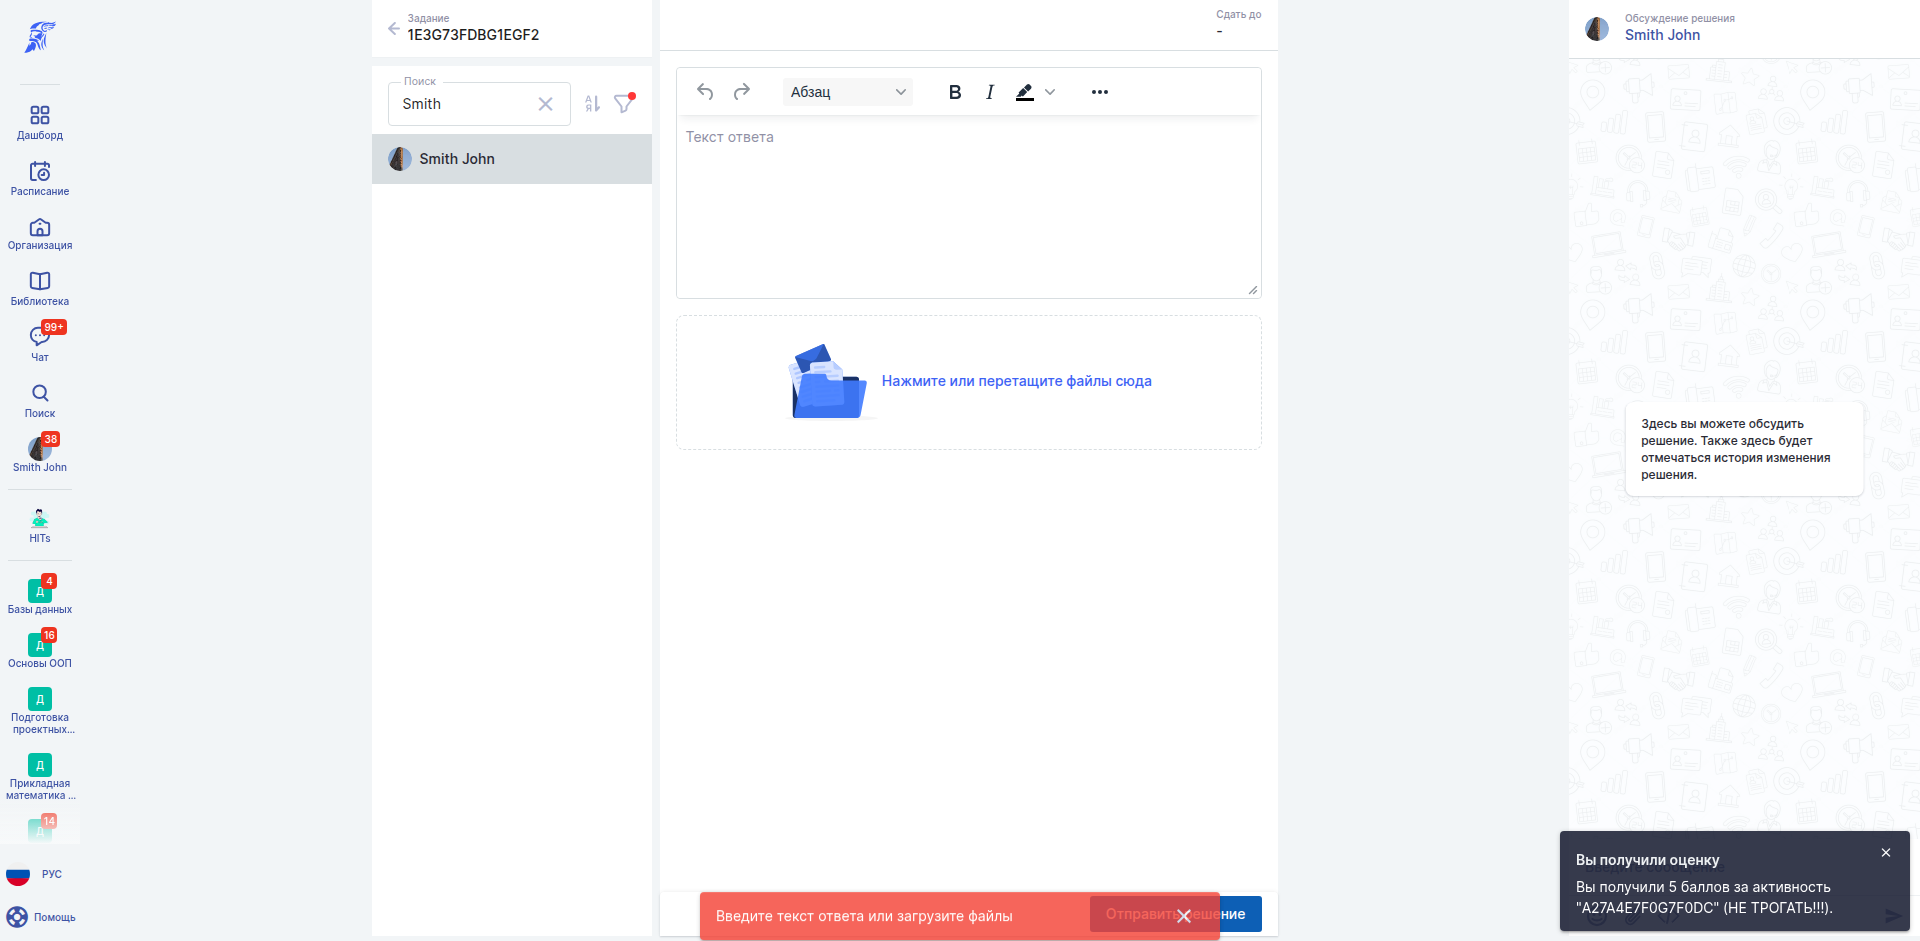 Дашборд
Расписание
Организация
Библиотека
99+
Чат
Поиск
38
Smith John
HITs
4
Д
Базы данных
16
Д
Основы ООП
Д
Подготовка
проектных...
Д
Прикладная
математика ...
14
Д
РУС
Помощь
Задание
1E3G73FDBG1EGF2
Поиск
Smith
А
Я
Smith John
Сдать до
-
Абзац
B I
Текст ответа
Нажмите или перетащите файлы сюда
Введите текст ответа или загрузите файлы
Отправить решение
Обсуждение решения
Smith John
Здесь вы можете обсудить
решение. Также здесь будет
отмечаться история изменения
решения.
Вы получили оценку
Вы получили 5 баллов за активность
"A27A4E7F0G7F0DC" (НЕ ТРОГАТЬ!!!).